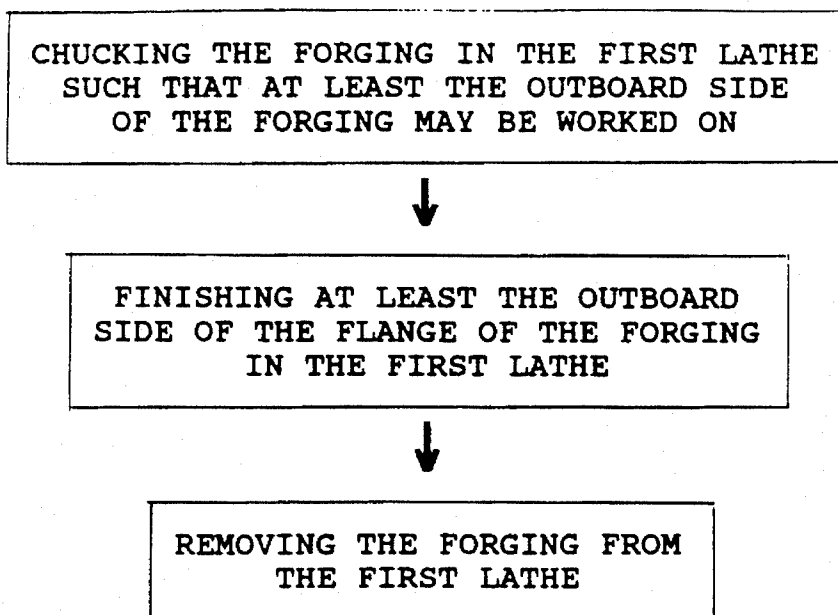 CHUCKING THE FORGING IN THE FIRST LATHE
SUCH THAT AT LEAST THE OUTBOARD SIDE
OF THE FORGING MAY BE WORKED ON
FINISHING AT LEAST THE OUTBOARD
SIDE OF THE FLANGE OF THE FORGING
IN THE FIRST LATHE
REMOVING THE FORGING FROM
THE FIRST LATHE